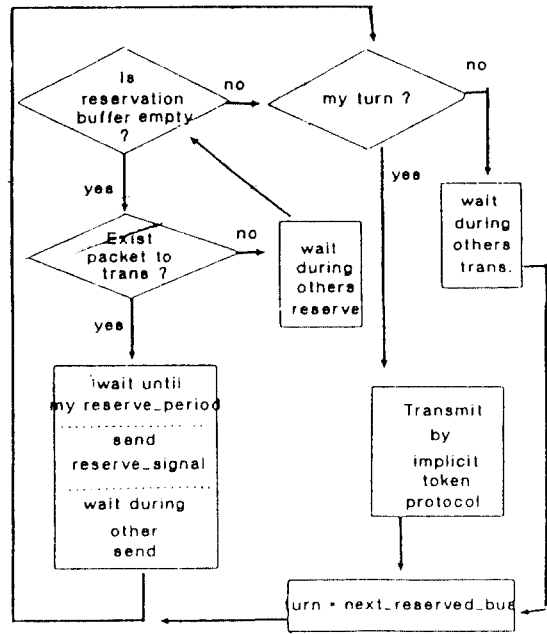 Is
reservation
buffer empty
?
no
my turn ?
no
yes
yes
Exist
packet to
trans ?
no
wait
during
others
reserve
wait
during
others
trans.
yes
wait until
my reserve_period
send
reserve_signal
wait during
other
send
Transmit
by
implicit
token
protocol
urn = next_reserved_bus